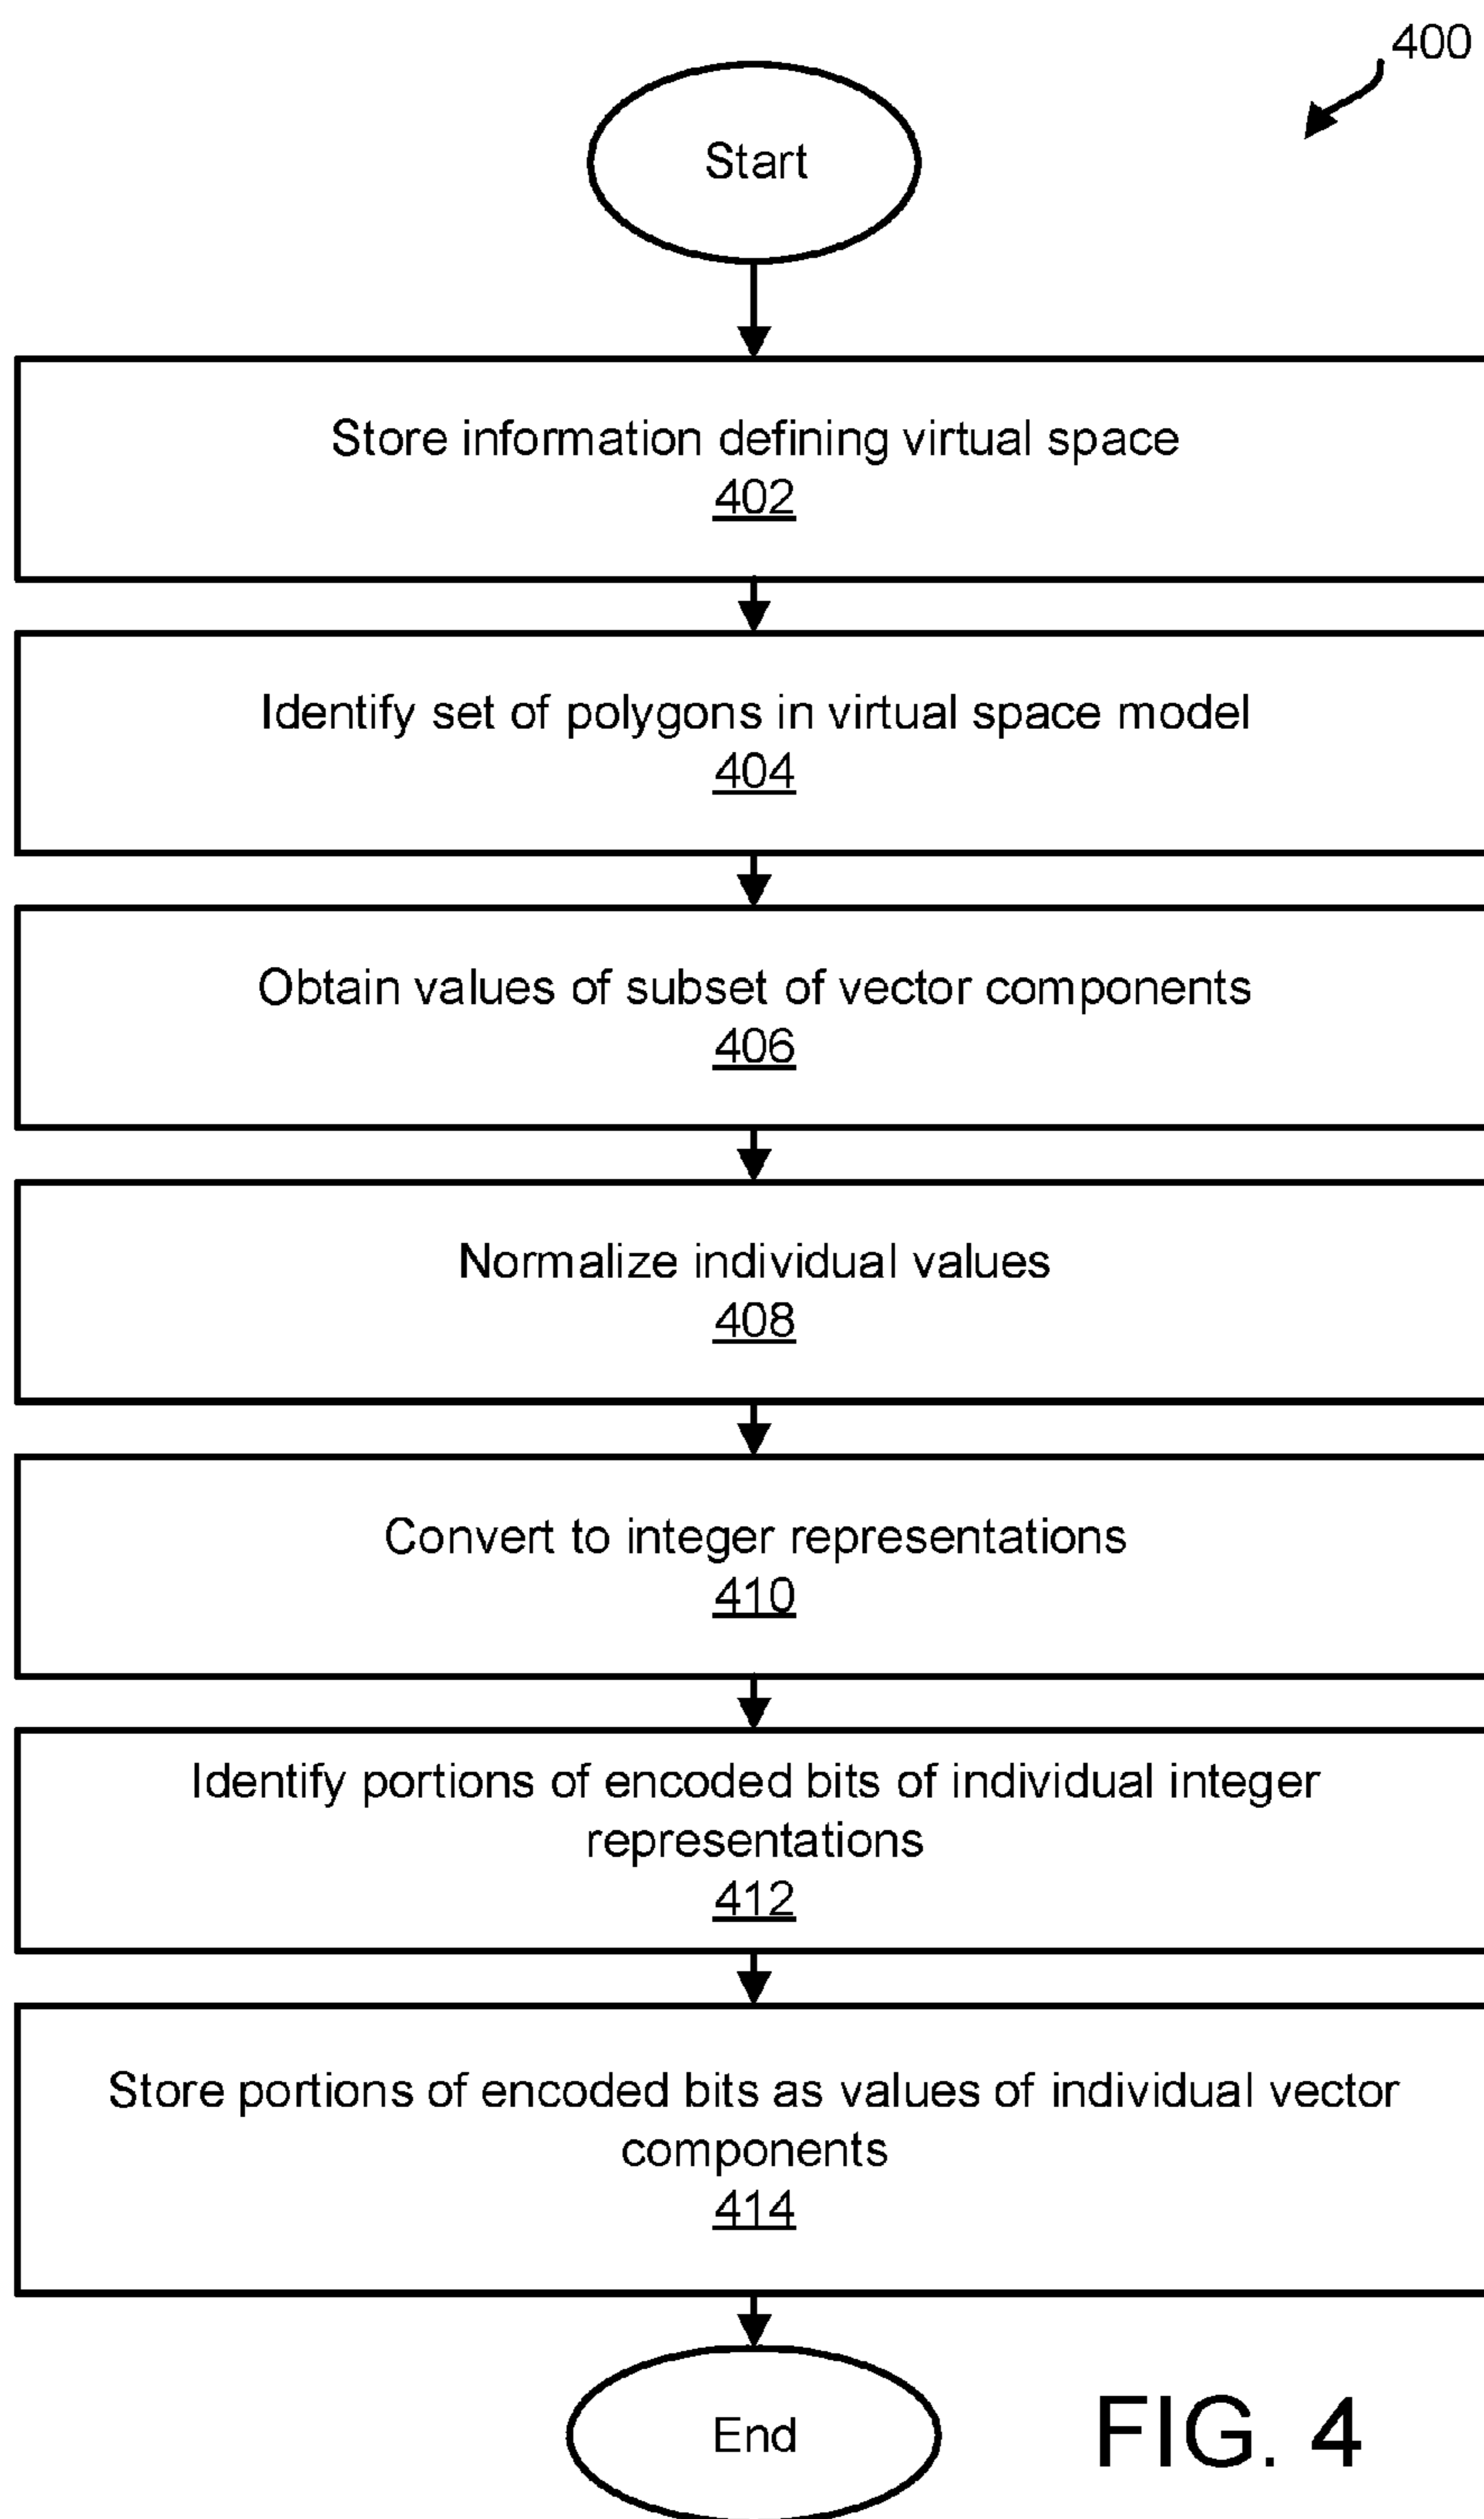 400
Start
Store information defining virtual space
402
Identify set of polygons in virtual space model
404
Obtain values of subset of vector components
406
Normalize individual values
408
Convert to integer representations
410
Identify portions of encoded bits of individual integer
representations
412
Store portions of encoded bits as values of individual vector
components
414
End
FIG. 4